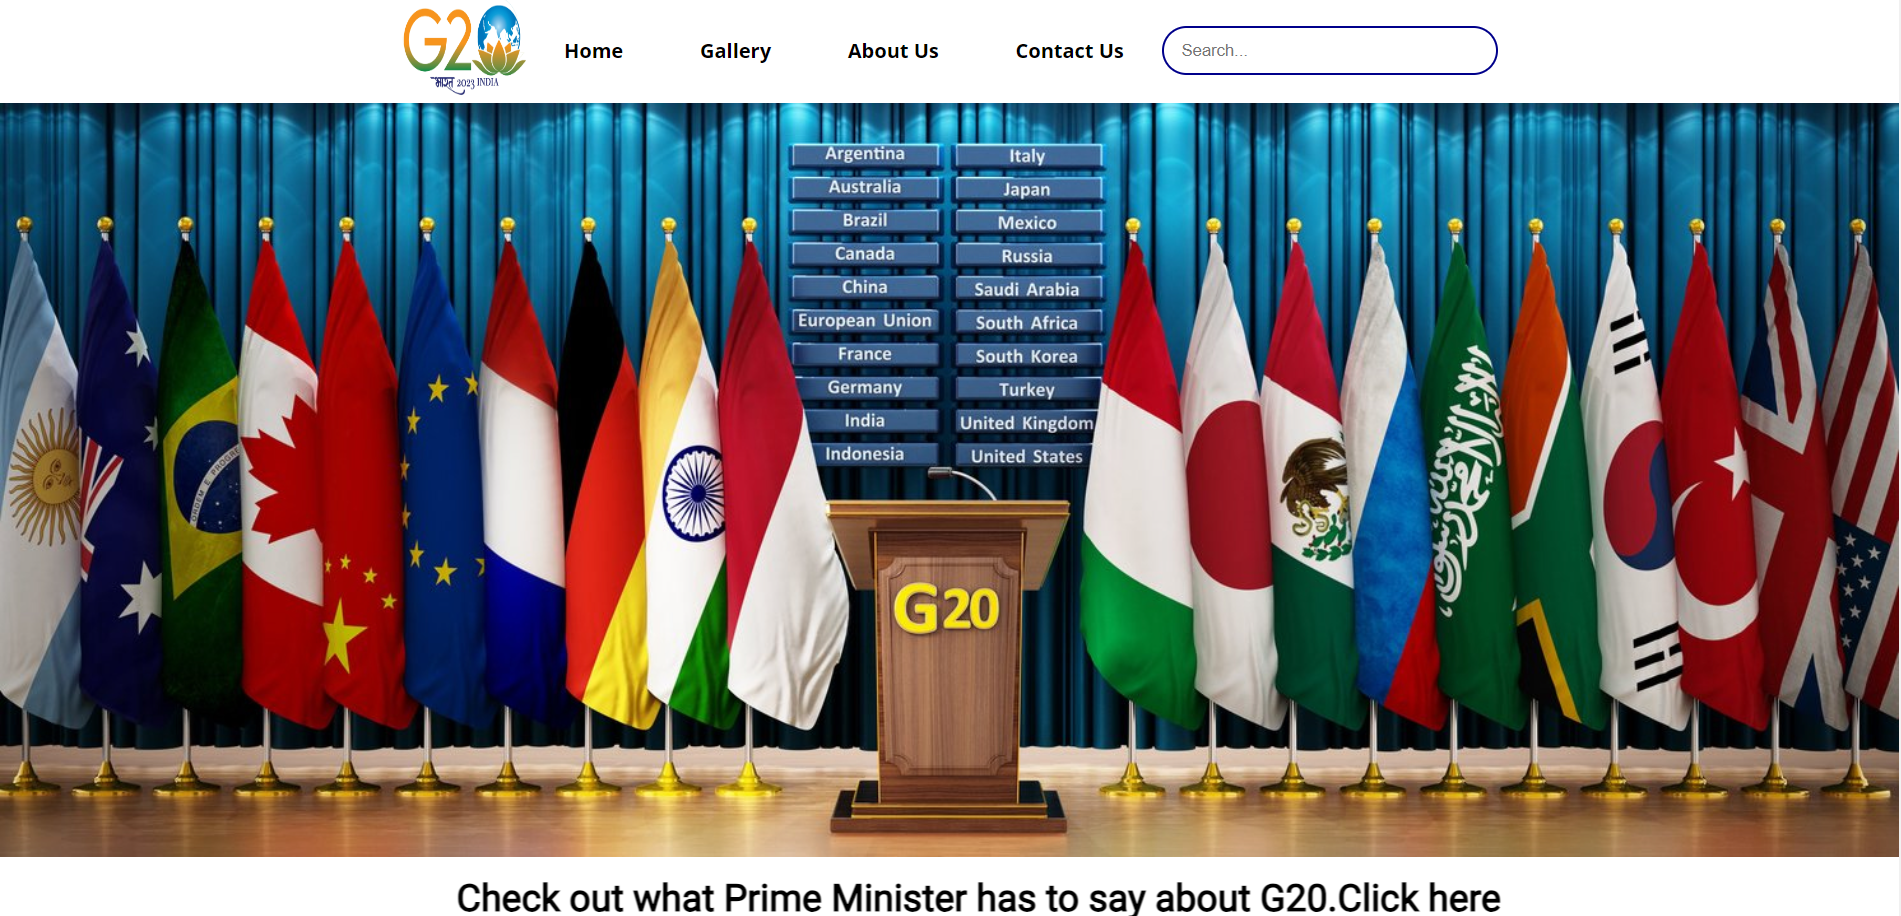 G20
भारत 2023 INDIA
Home
Gallery
About Us
Contact Us
Search...
Argentina
Italy
Australia
Japan
Brazil
Mexico
Canada
Russia
China
Saudi Arabia
European Union
South Africa
France
South Korea
Germany
Turkey
India
United Kingdom
Indonesia
United States
G20
Check out what Prime Minister has to say about G20.Click here